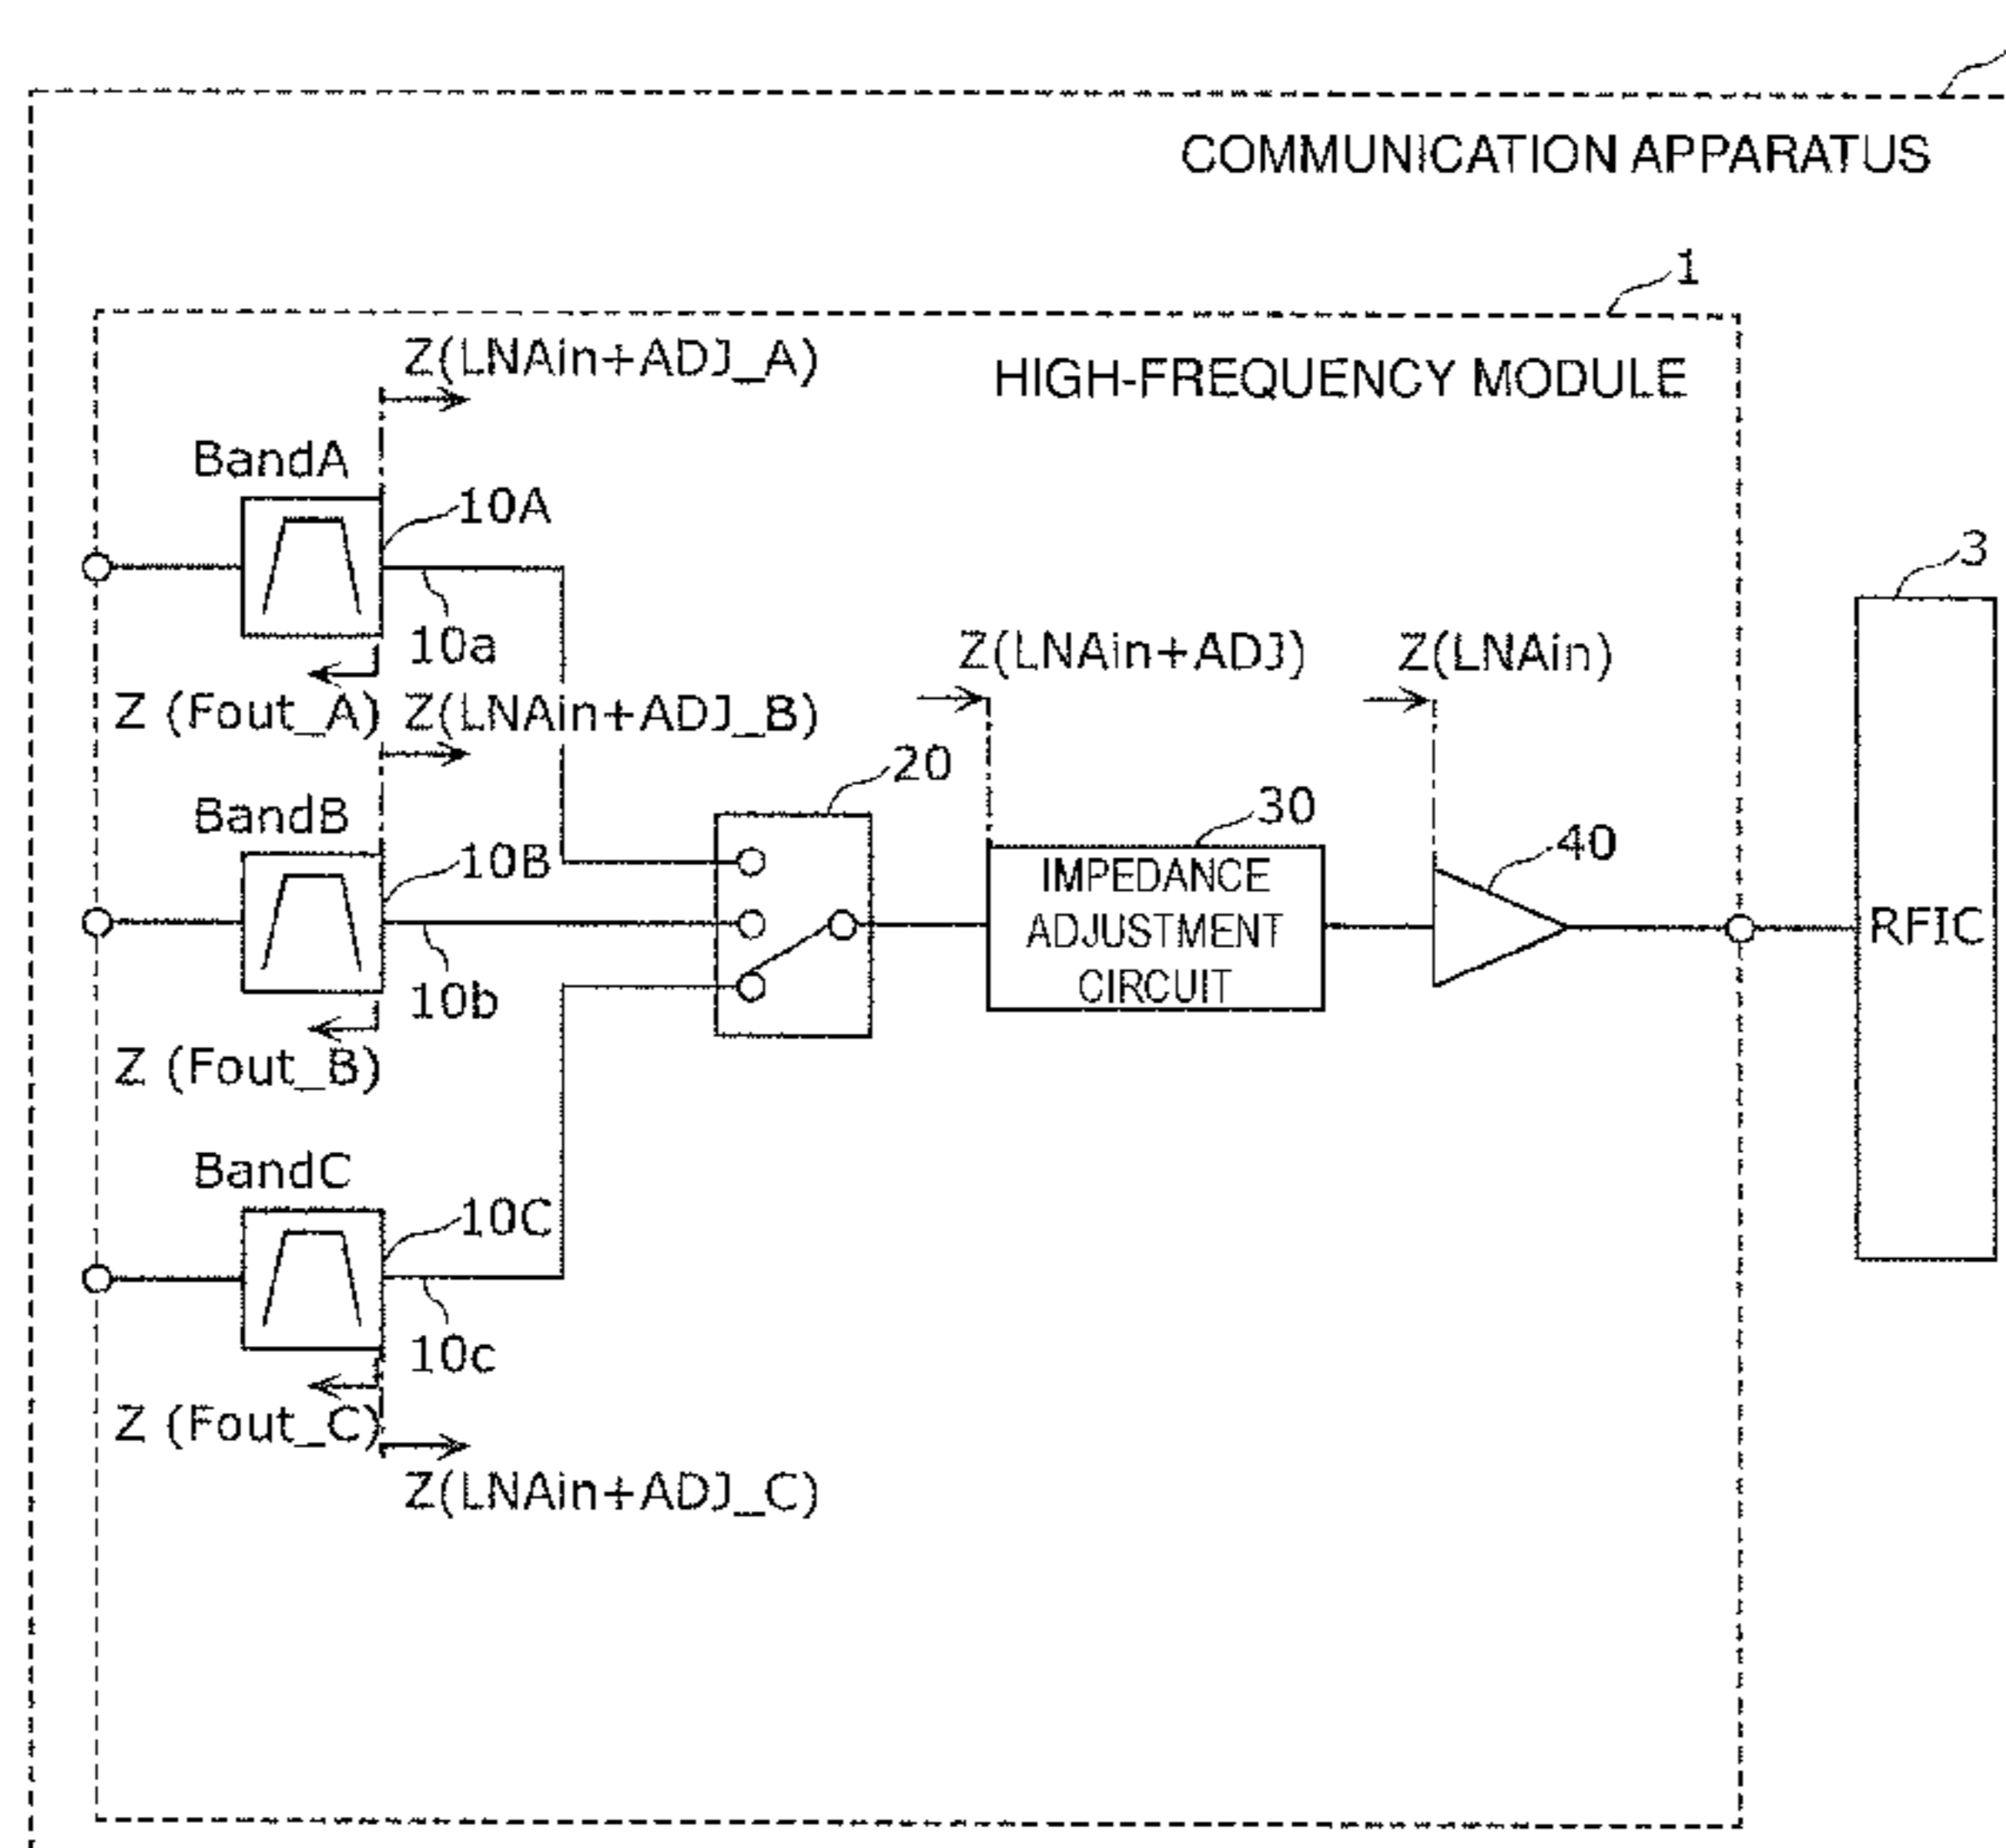 COMMUNICATION APPARATUS
1
HIGH-FREQUENCY MODULE
Z(LNAin+ADJ_A)
BandA
10A
10a
Z (Fout_A)
Z(LNAin+ADJ_B)
Z(LNAin+ADJ)
Z(LNAin)
3
20
BandB
10B
30
40
IMPEDANCE
ADJUSTMENT
CIRCUIT
RFIC
10b
Z (Fout_B)
BandC
10C
10c
Z (Fout_C)
Z(LNAin+ADJ_C)